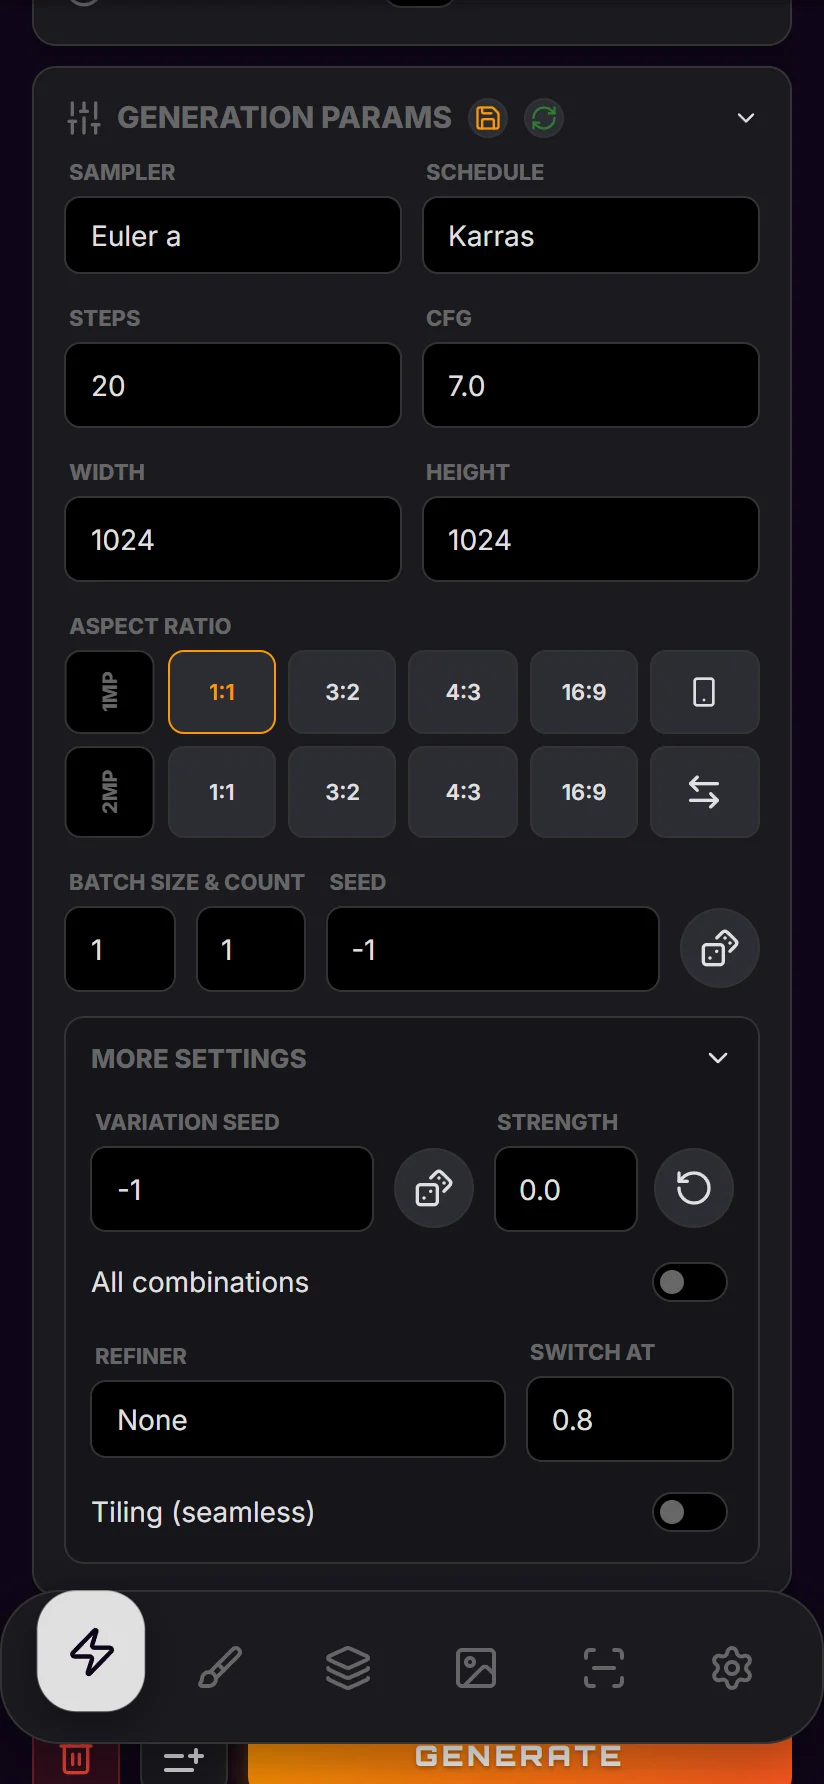 GENERATION PARAMS
SAMPLER SCHEDULE
Euler a Karras
STEPS CFG
20 7.0
WIDTH HEIGHT
1024 1024
ASPECT RATIO
1MP 1:1 3:2 4:3 16:9
2MP 1:1 3:2 4:3 16:9
BATCH SIZE & COUNT SEED
1 1 -1
MORE SETTINGS
VARIATION SEED STRENGTH
-1 0.0
All combinations
REFINER SWITCH AT
None 0.8
Tiling (seamless)
GENERATE